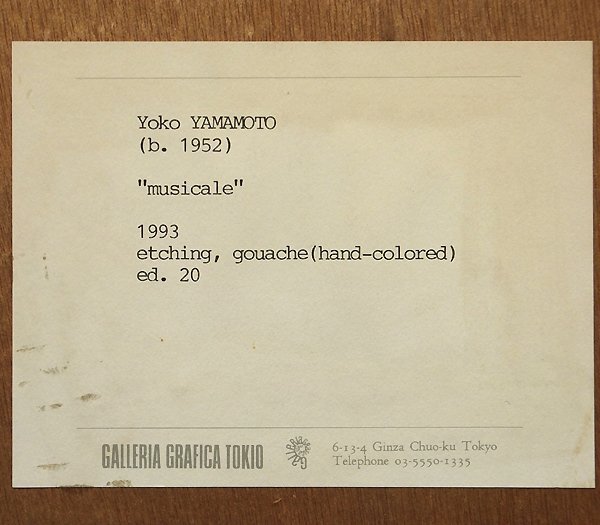 Yoko YAMAMOTO
(b. 1952)
"musicale"
1993
etching, gouache(hand-colored)
ed. 20
GALLERIA GRAFICA TOKIO
6-13-4 Ginza Chuo-ku Tokyo
Telephone 03-5550-1335